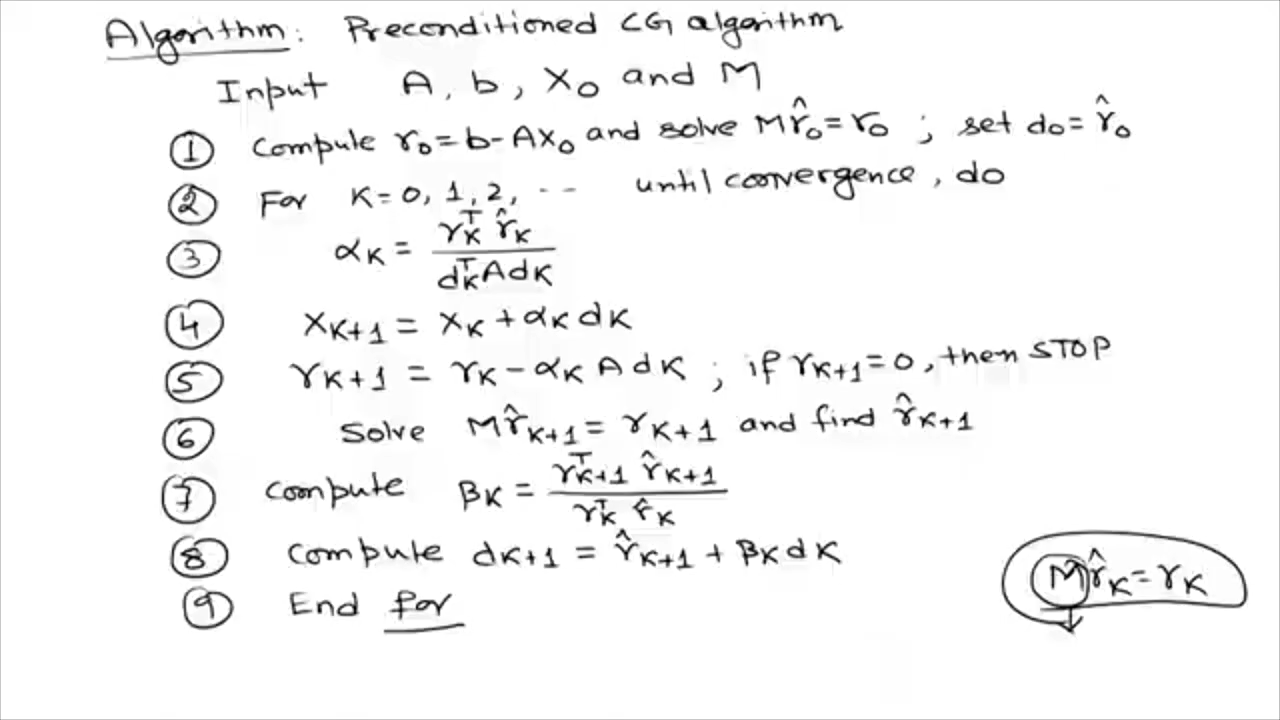 Algorithm: Preconditioned CG algorithm
Input A, b, X₀ and M
① Compute r₀ = b - AX₀ and solve Mr̂₀ = r₀ ; set d₀ = r̂₀
② For K = 0, 1, 2, -- until convergence, do
③ αK = rKᵀ r̂K / dKᵀAdK
④ XK+1 = XK + αK dK
⑤ rK+1 = rK - αK AdK ; if rK+1 = 0, then STOP
⑥ Solve Mr̂K+1 = rK+1 and find r̂K+1
⑦ Compute βK = rᵀK+1 r̂K+1 / rKᵀ r̂K
⑧ Compute dK+1 = r̂K+1 + βK dK
⑨ End for
Mr̂K = rK